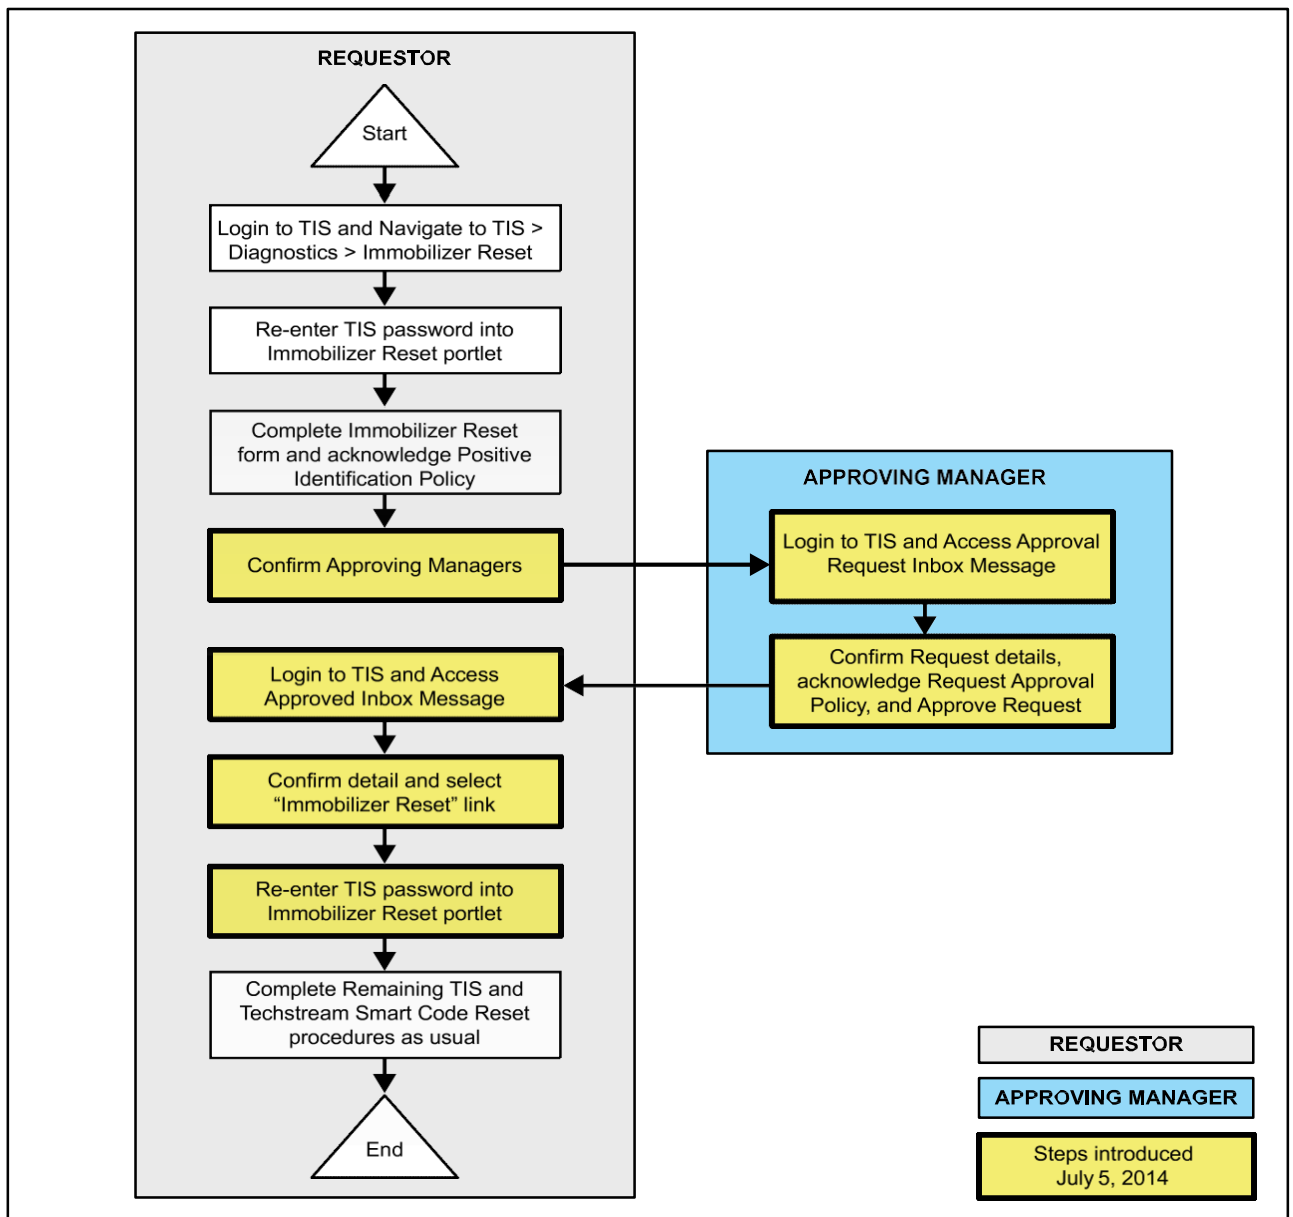 REQUESTOR
Start
Login to TIS and Navigate to TIS >
Diagnostics > Immobilizer Reset
Re-enter TIS password into
Immobilizer Reset portlet
Complete Immobilizer Reset
form and acknowledge Positive
Identification Policy
Confirm Approving Managers
APPROVING MANAGER
Login to TIS and Access Approval
Request Inbox Message
Confirm Request details,
acknowledge Request Approval
Policy, and Approve Request
Login to TIS and Access
Approved Inbox Message
Confirm detail and select
“Immobilizer Reset” link
Re-enter TIS password into
Immobilizer Reset portlet
Complete Remaining TIS and
Techstream Smart Code Reset
procedures as usual
End
REQUESTOR
APPROVING MANAGER
Steps introduced
July 5, 2014